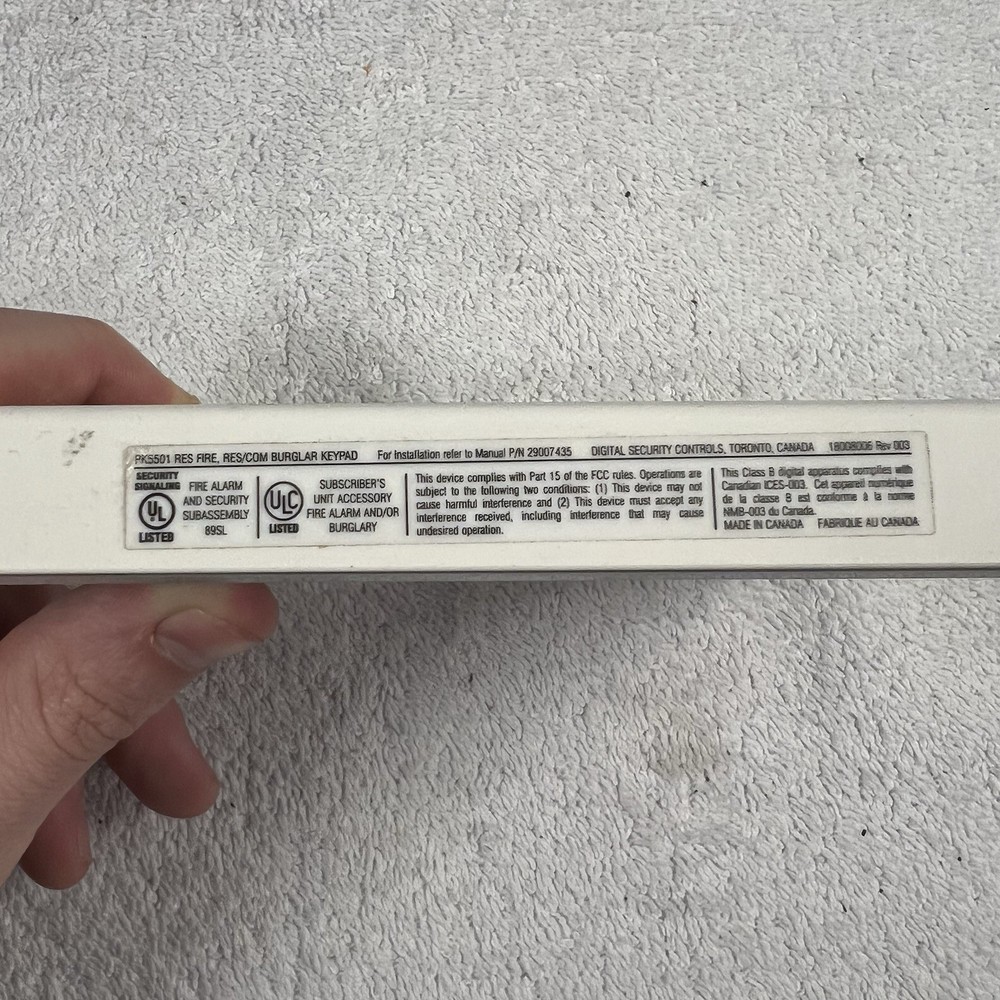 PK5501 RES FIRE, RES/COM BURGLAR KEYPAD For Installation refer to Manual P/N 29007435 DIGITAL SECURITY CONTROLS, TORONTO, CANADA 18008006 Rev 003
SECURITY
SIGNALING
UL
LISTED
FIRE ALARM
AND SECURITY
SUBASSEMBLY
89SL
ULC
LISTED
SUBSCRIBER'S
UNIT ACCESSORY
FIRE ALARM AND/OR
BURGLARY
This device complies with Part 15 of the FCC rules. Operations are
subject to the following two conditions: (1) This device may not
cause harmful interference and (2) This device must accept any
interference received, including interference that may cause
undesired operation.
This Class B digital apparatus complies with
Canadian ICES-003. Cet appareil numérique
de la classe B est conforme à la norme
NMB-003 du Canada.
MADE IN CANADA FABRIQUE AU CANADA